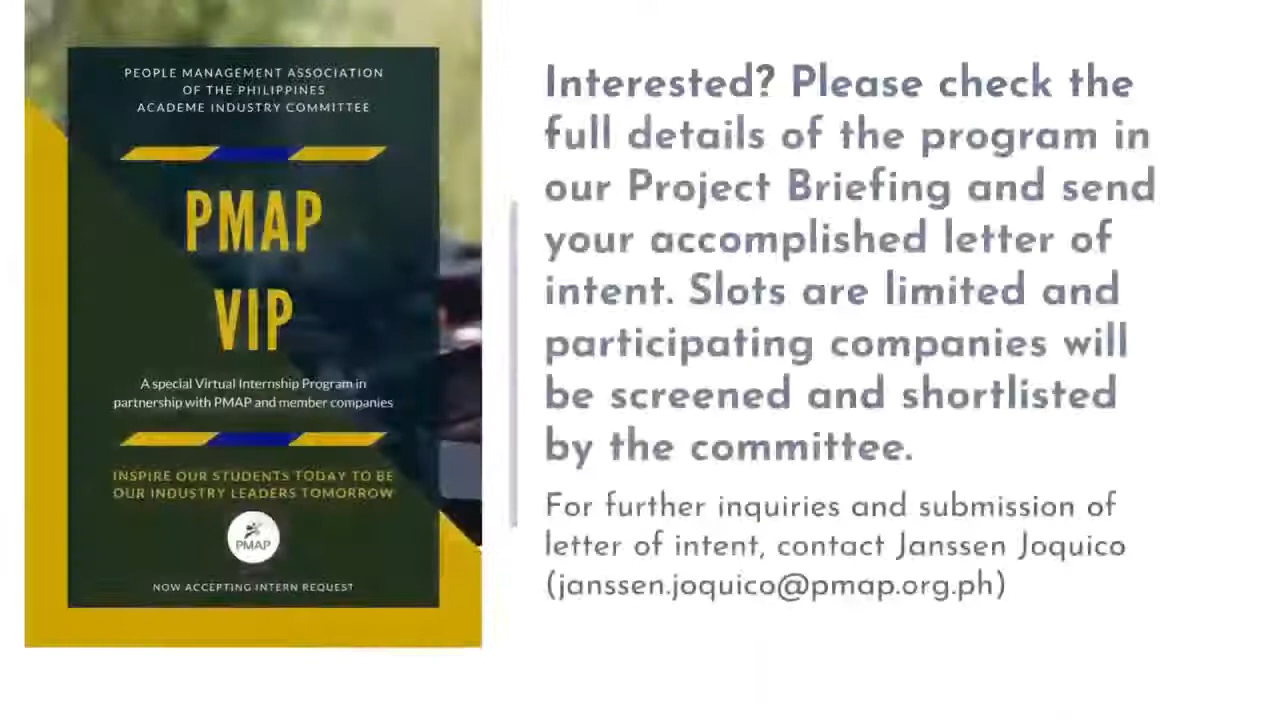 PEOPLE MANAGEMENT ASSOCIATION
OF THE PHILIPPINES
ACADEME INDUSTRY COMMITTEE
PMAP
VIP
A special Virtual Internship Program in
partnership with PMAP and member companies
INSPIRE OUR STUDENTS TODAY TO BE
OUR INDUSTRY LEADERS TOMORROW
PMAP
NOW ACCEPTING INTERN REQUEST
Interested? Please check the
full details of the program in
our Project Briefing and send
your accomplished letter of
intent. Slots are limited and
participating companies will
be screened and shortlisted
by the committee.
For further inquiries and submission of
letter of intent, contact Janssen Joquico
(janssen.joquico@pmap.org.ph)